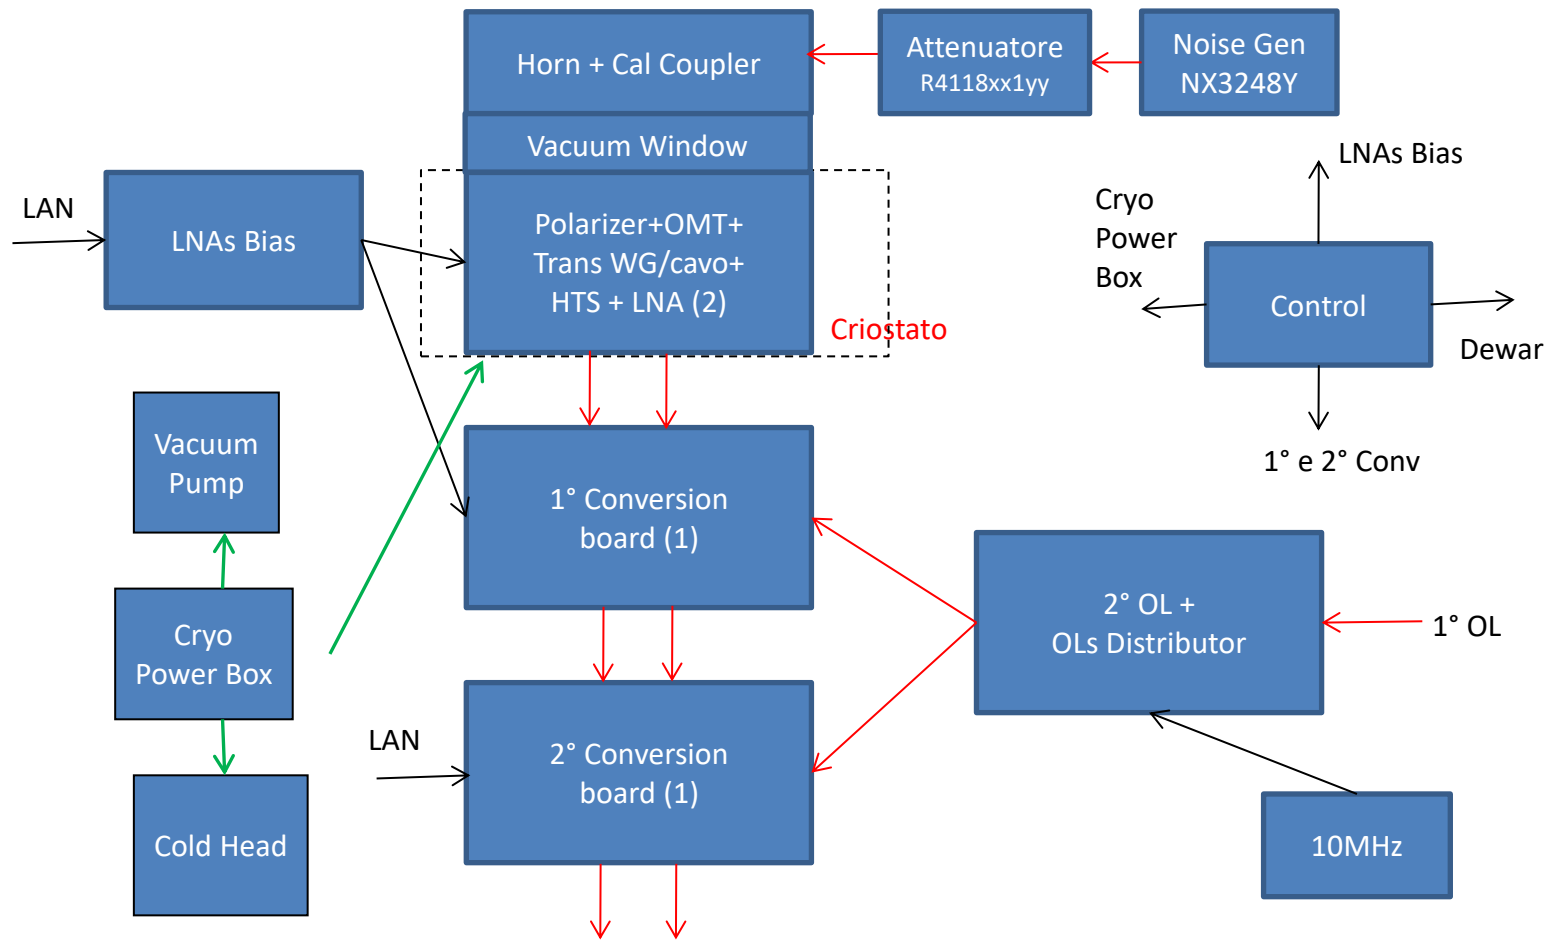 Horn + Cal Coupler
Attenuatore
R4118xx1yy
Noise Gen
NX3248Y
Vacuum Window
LAN
LNAs Bias
Polarizer+OMT+
Trans WG/cavo+
HTS + LNA (2)
Criostato
LNAs Bias
Cryo
Power
Box
Control
Dewar
1° e 2° Conv
Vacuum
Pump
1° Conversion
board (1)
Cryo
Power Box
2° OL +
OLs Distributor
1° OL
LAN
2° Conversion
board (1)
Cold Head
10MHz